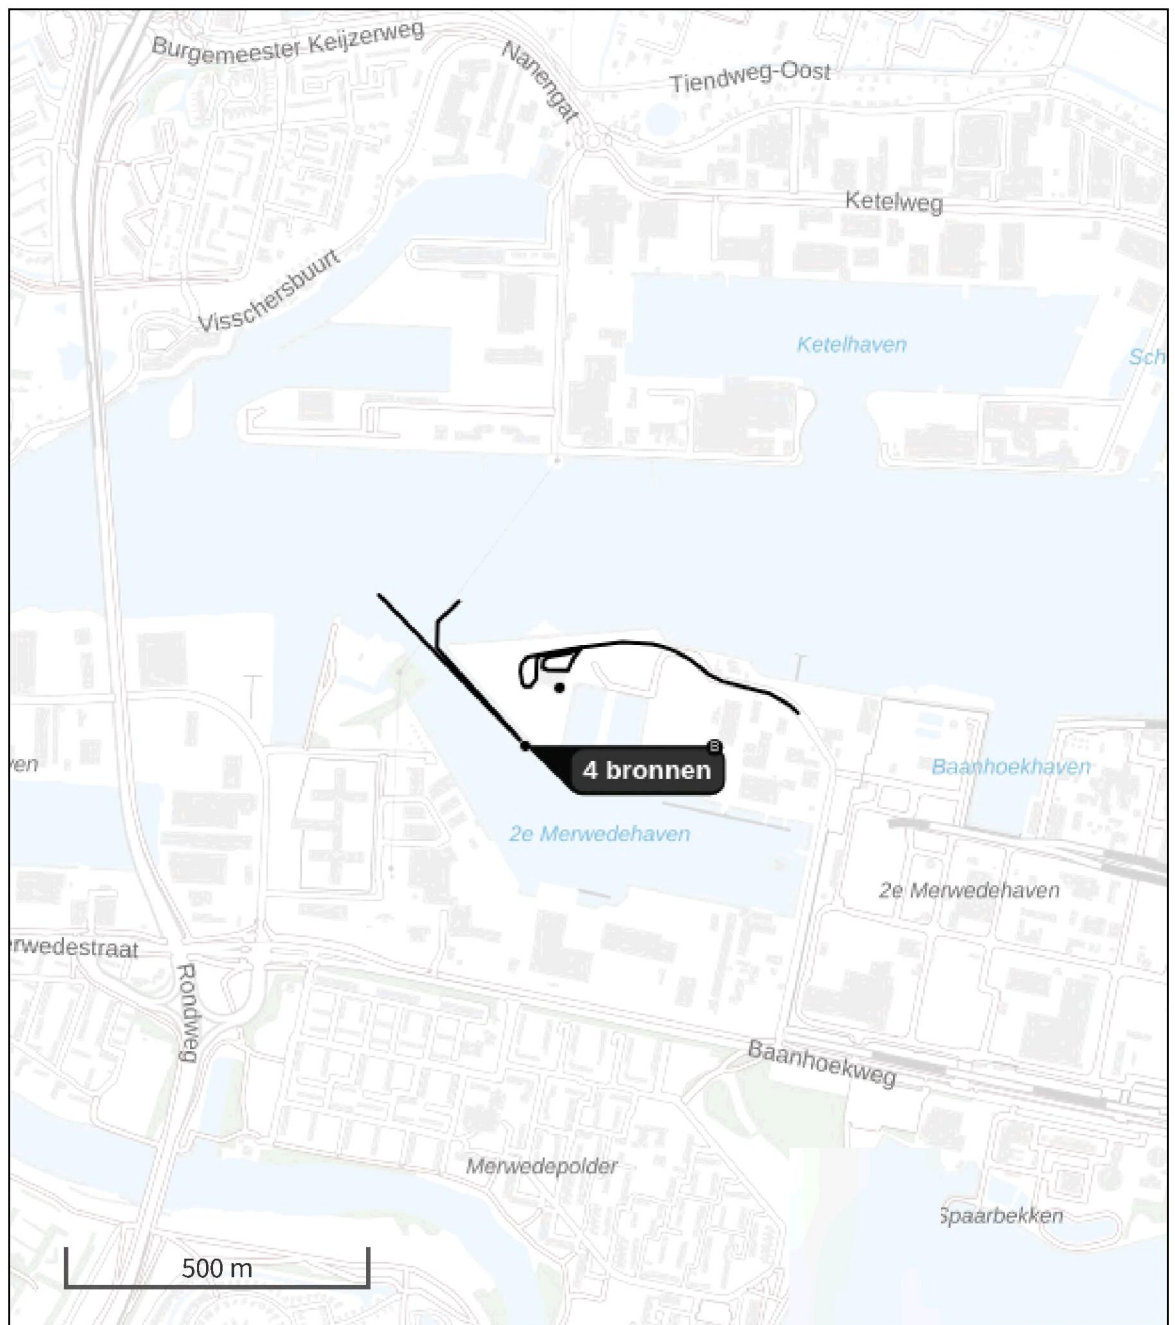 Burgemeester Keijzerweg
Nanengat
Tiendweg-Oost
Ketelweg
Visschersbuurt
Ketelhaven
Sch
B
4 bronnen
ven
Baanhoekhaven
2e Merwedehaven
2e Merwedehaven
erwedestraat
Rondweg
Baanhoekweg
Merwedepolder
Spaarbekken
500 m